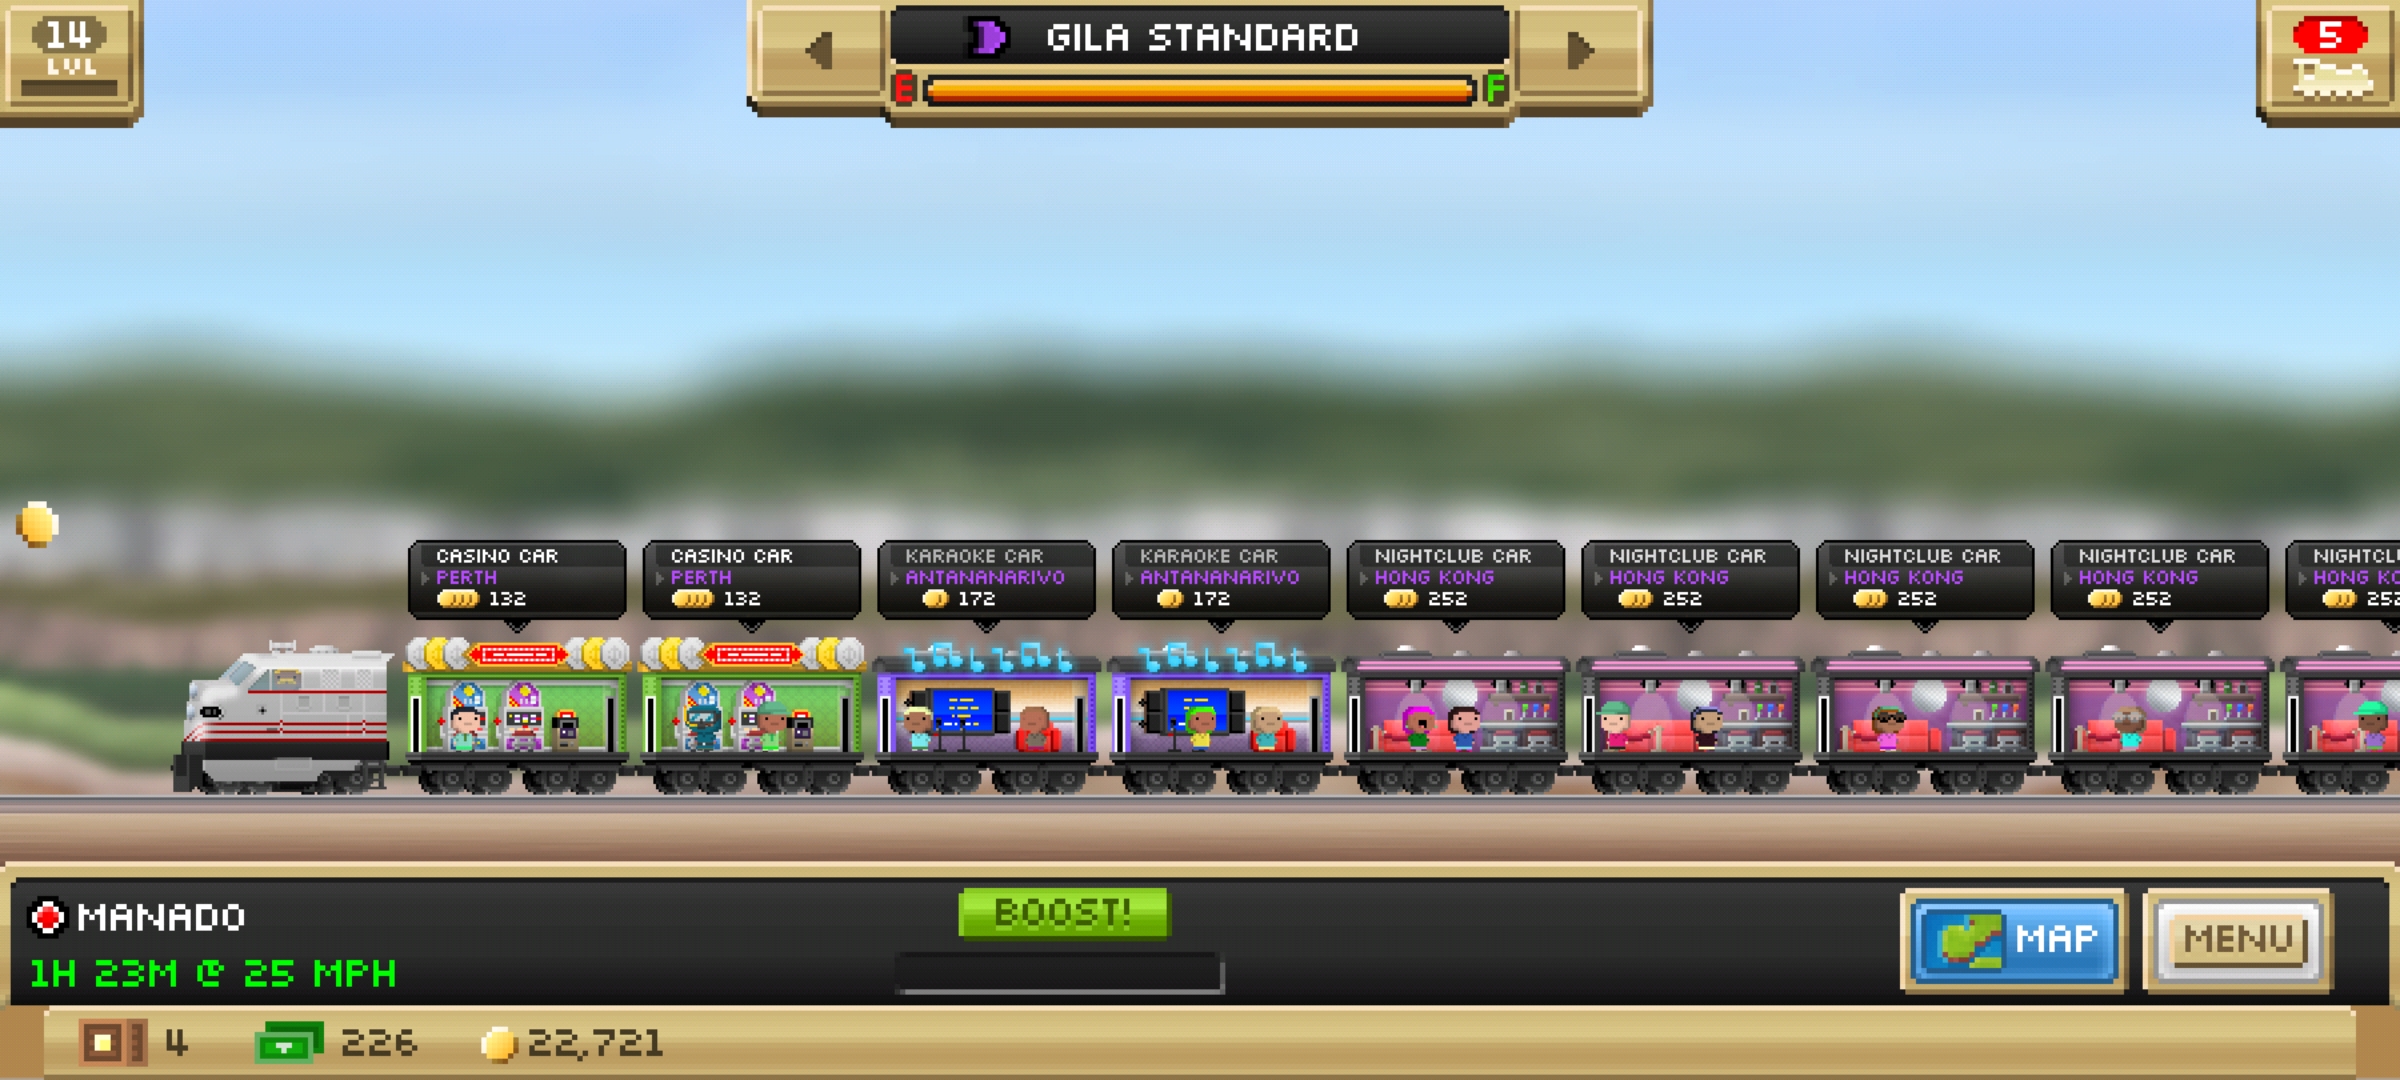 14
LVL
GILA STANDARD
E
F
5
CASINO CAR
PERTH
132
CASINO CAR
PERTH
132
KARAOKE CAR
ANTANANARIVO
172
KARAOKE CAR
ANTANANARIVO
172
NIGHTCLUB CAR
HONG KONG
252
NIGHTCLUB CAR
HONG KONG
252
NIGHTCLUB CAR
HONG KONG
252
NIGHTCLUB CAR
HONG KONG
252
HONG
252
MANADO
1H 23M @ 25 MPH
BOOST!
MAP
MENU
4
226
22,721